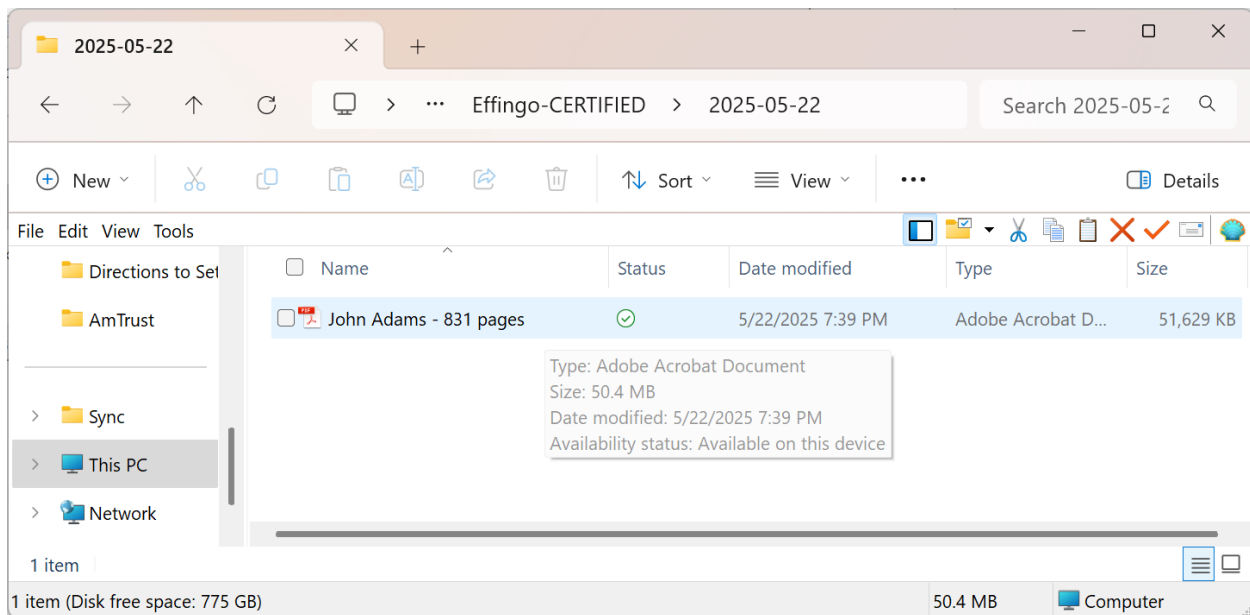 2025-05-22
Effingo-CERTIFIED 2025-05-22 Search 2025-05-2
New Sort View Details
File Edit View Tools
Directions to Set
AmTrust
Sync
This PC
Network
Name Status Date modified Type Size
PDF John Adams - 831 pages 5/22/2025 7:39 PM Adobe Acrobat D... 51,629 KB
Type: Adobe Acrobat Document
Size: 50.4 MB
Date modified: 5/22/2025 7:39 PM
Availability status: Available on this device
1 item
1 item (Disk free space: 775 GB) 50.4 MB Computer